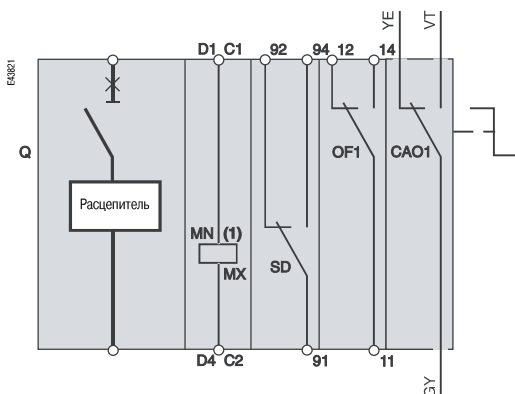 YE VT
D1 C1 92 94 12 14
E43821
Q
OF1 CAO1
Расцепитель
MN (1)
MX
SD
D4 C2 91 11
GY